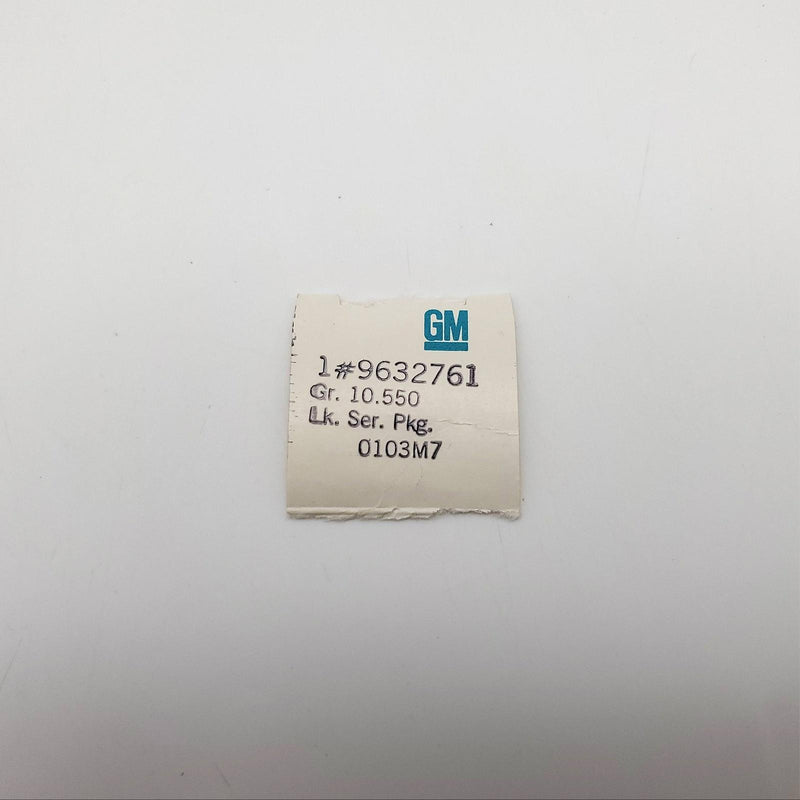 GM
1#9632761
Gr. 10.550
Lk. Ser. Pkg.
0103M7